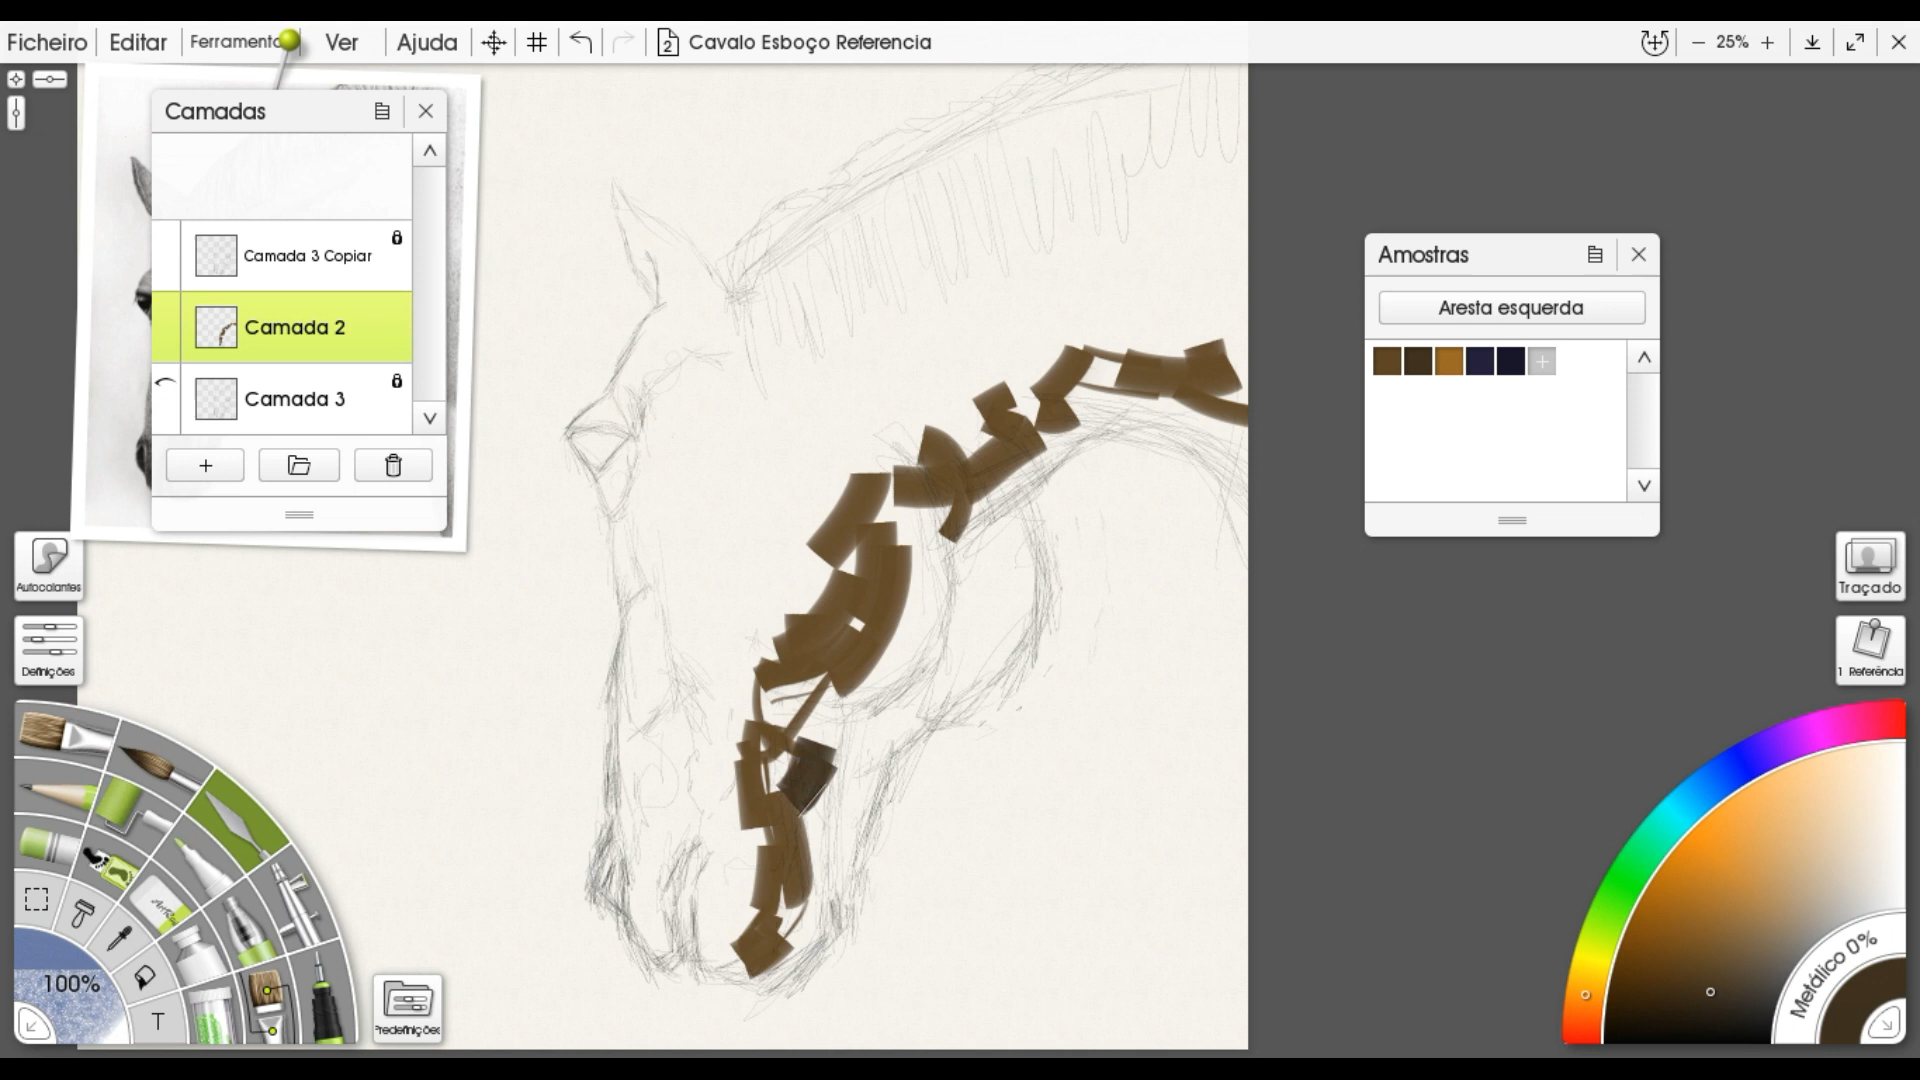 Ficheiro Editar Ferramenta Ver Ajuda 2 Cavalo Esboço Referencia 25%
Camadas
Camada 3 Copiar
Camada 2
Camada 3
Amostras
Aresta esquerda
Autocolantes
Definições
Traçado
1 Referência
100%
T
Predefinições
Metálico 0%